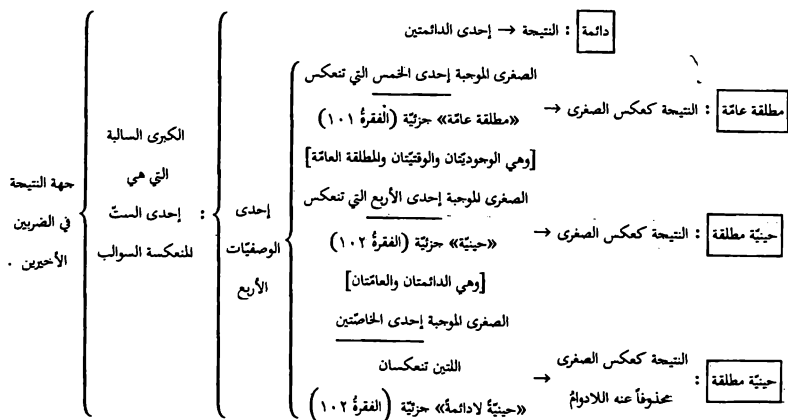 جهة النتيجة
في الضربين
الأخيرين .
الكبرى السالبة
التي هي
إحدى الستّ
المنعكسة السوالب
:
إحدى الدائمتين → النتيجة : دائمة
إحدى
الوصفيّات
الأربع
الصغرى الموجبة إحدى الخمس التي تنعكس
«مطلقة عامّة» جزئيّة (الفقرةُ ١٠١)
[وهي الوجوديّتان والوقتيّتان والمطلقة العامّة]
→ النتيجة كعكس الصغرى : مطلقة عامّة
الصغرى الموجبة إحدى الأربع التي تنعكس
«حينيّة» جزئيّة (الفقرةُ ١٠٢)
[وهي الدائمتان والعامّتان]
→ النتيجة كعكس الصغرى : حينيّة مطلقة
الصغرى الموجبة إحدى الخاصّتين
اللتين تنعكسان
«حينيّةً لادائمةً» جزئيّة (الفقرةُ ١٠٢)
→ النتيجة كعكس الصغرى
محذوفاً عنه اللادوامُ : حينيّة مطلقة